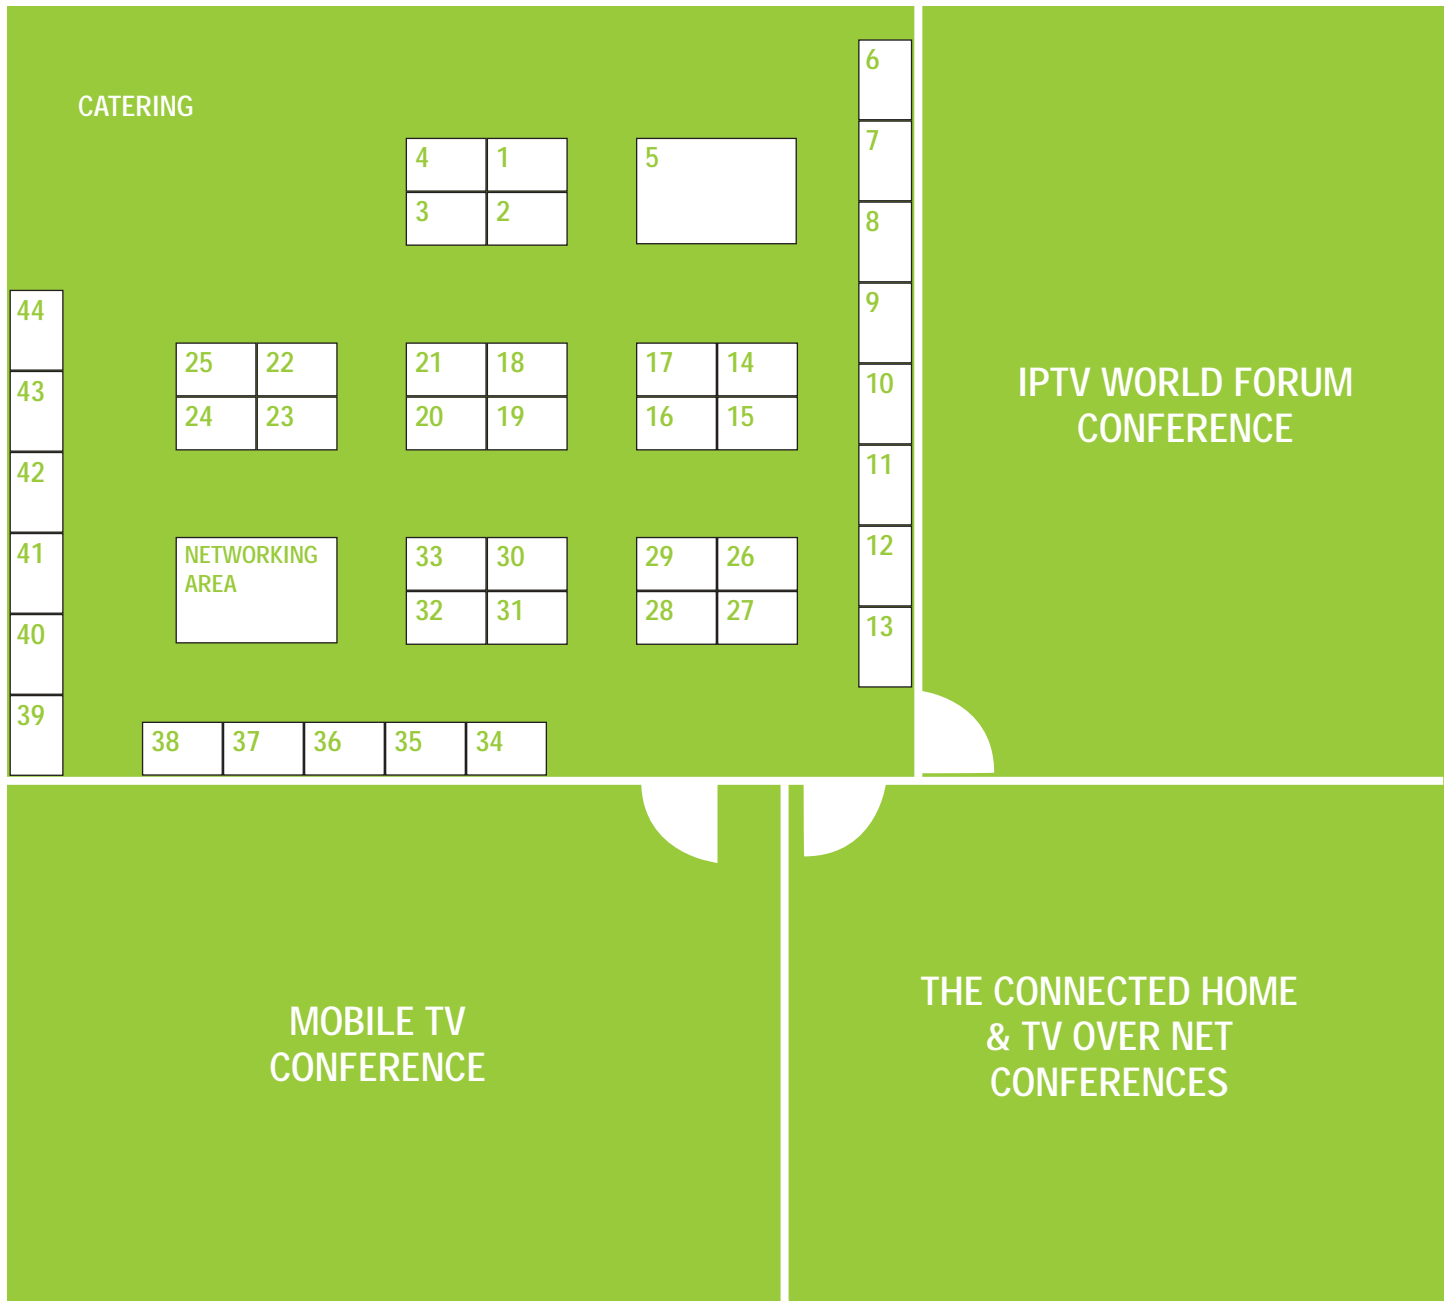 CATERING
6
7
8
9
10
11
12
13
4 1
3 2
5
44
43
42
41
40
39
25 22
24 23
21 18
20 19
17 14
16 15
NETWORKING
AREA
33 30
32 31
29 26
28 27
38 37 36 35 34
IPTV WORLD FORUM
CONFERENCE
MOBILE TV
CONFERENCE
THE CONNECTED HOME
& TV OVER NET
CONFERENCES